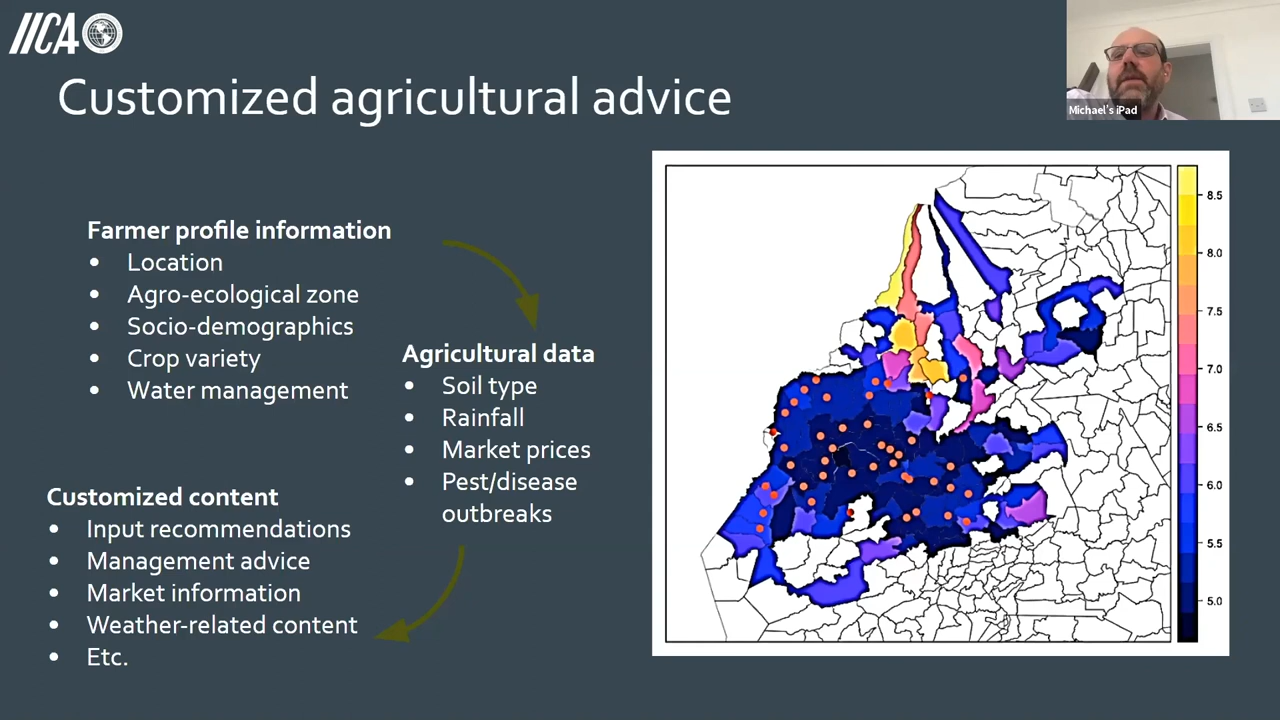 IICA
Customized agricultural advice
Michael's iPad
Farmer profile information
• Location
• Agro-ecological zone
• Socio-demographics
• Crop variety
• Water management
Agricultural data
• Soil type
• Rainfall
• Market prices
• Pest/disease
outbreaks
Customized content
• Input recommendations
• Management advice
• Market information
• Weather-related content
• Etc.
8.5
8.0
7.5
7.0
6.5
6.0
5.5
5.0